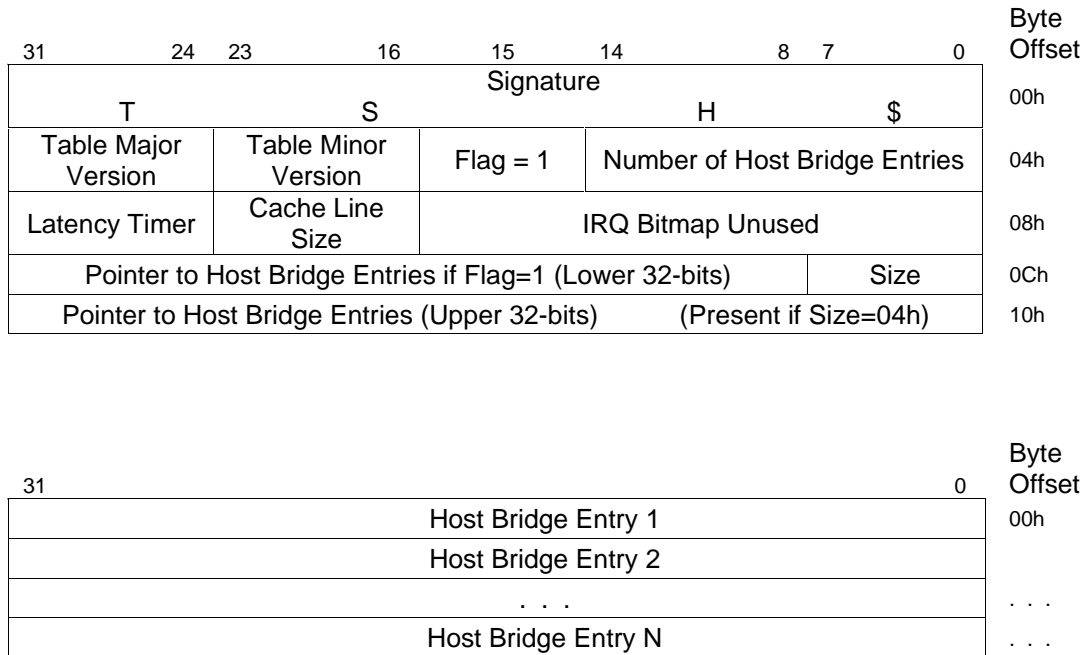 Byte
31 24 23 16 15 14 8 7 0 Offset
Signature
T S H $ 00h
Table Major Table Minor Flag = 1 Number of Host Bridge Entries 04h
Version Version
Latency Timer Cache Line IRQ Bitmap Unused 08h
Size
Pointer to Host Bridge Entries if Flag=1 (Lower 32-bits) Size 0Ch
Pointer to Host Bridge Entries (Upper 32-bits) (Present if Size=04h) 10h
Byte
31 0 Offset
Host Bridge Entry 1 00h
Host Bridge Entry 2
. . . . . .
Host Bridge Entry N . . .